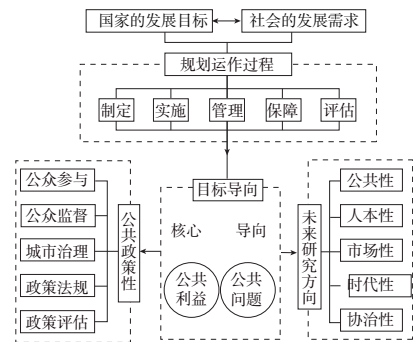 国家的发展目标
社会的发展需求
规划运作过程
制定
实施
管理
保障
评估
公众参与
公众监督
城市治理
政策法规
政策评估
公共政策性
目标导向
核心
导向
公共
利益
公共
问题
未来研究方向
公共性
人本性
市场性
时代性
协治性